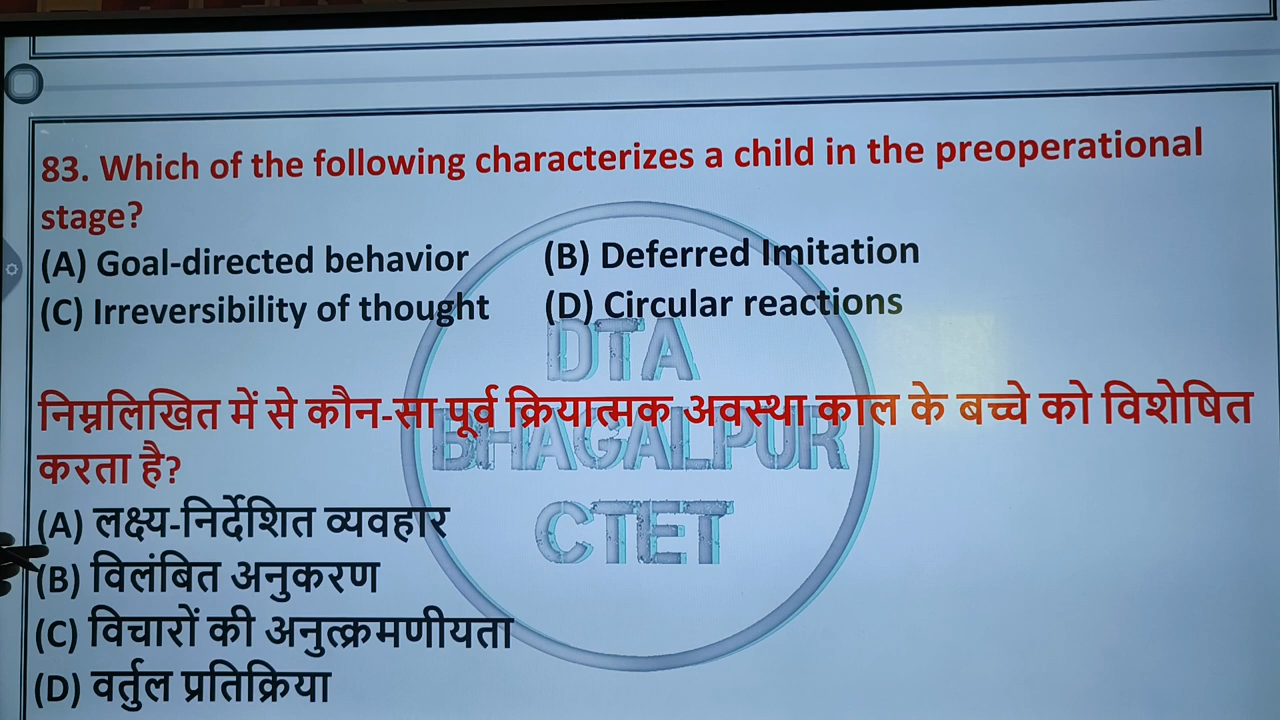 83. Which of the following characterizes a child in the preoperational
stage?
(A) Goal-directed behavior (B) Deferred Imitation
(C) Irreversibility of thought (D) Circular reactions
DTA
निम्नलिखित में से कौन-सा पूर्व क्रियात्मक अवस्था काल के बच्चे को विशेषित
BHAGALPUR
करता है?
(A) लक्ष्य-निर्देशित व्यवहार
CTET
(B) विलंबित अनुकरण
(C) विचारों की अनुत्क्रमणीयता
(D) वर्तुल प्रतिक्रिया